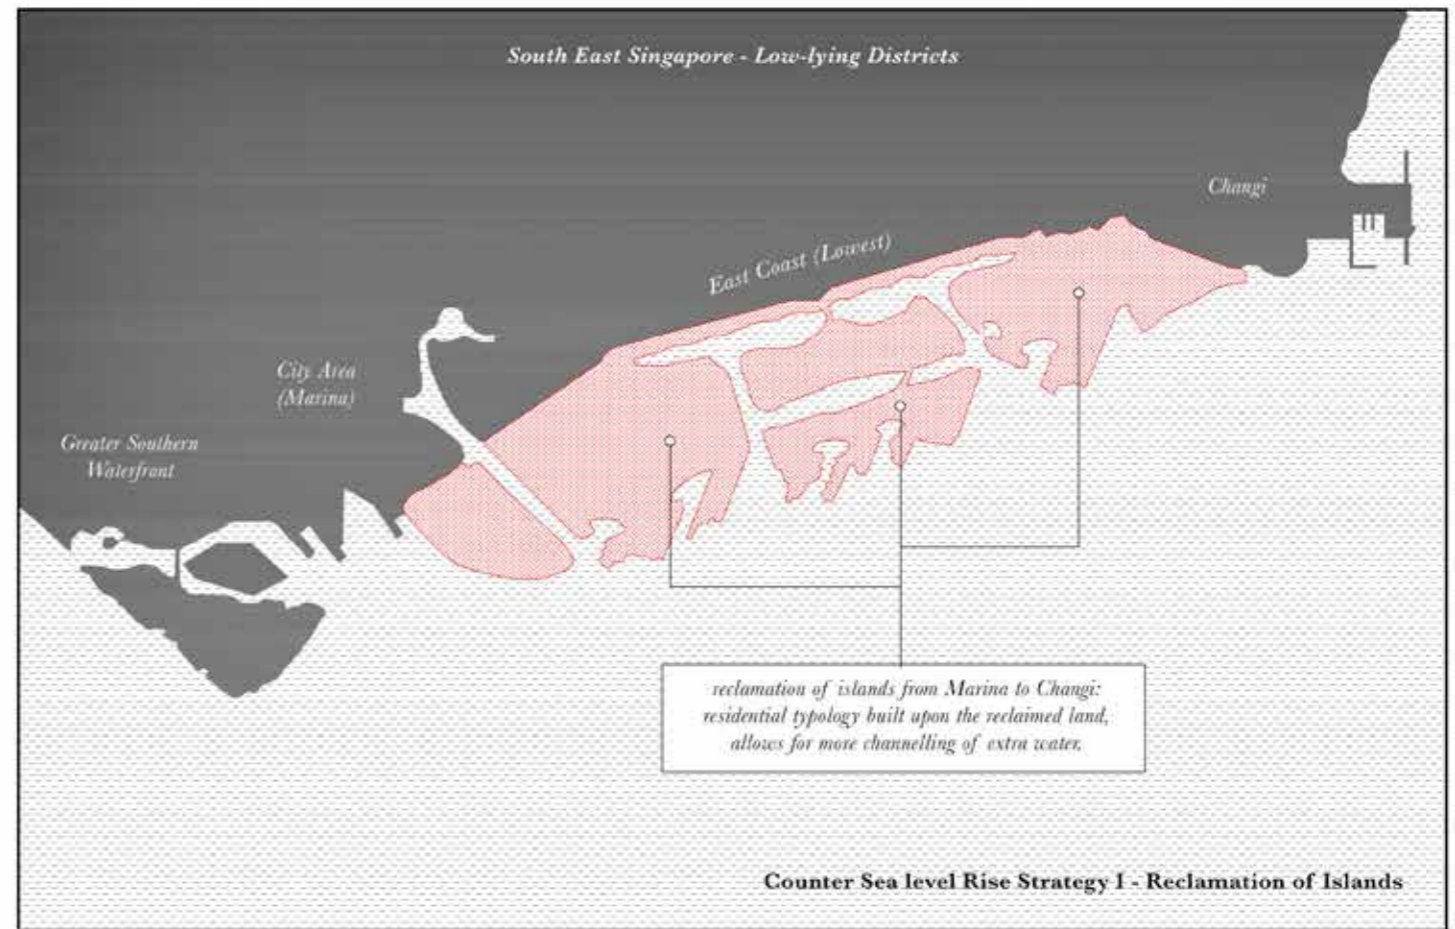 South East Singapore - Low-lying Districts
Changi
East Coast (Lowest)
City Area
(Marina)
Greater Southern
Waterfront
reclamation of islands from Marina to Changi:
residential typology built upon the reclaimed land,
allows for more channelling of extra water.
Counter Sea level Rise Strategy I - Reclamation of Islands